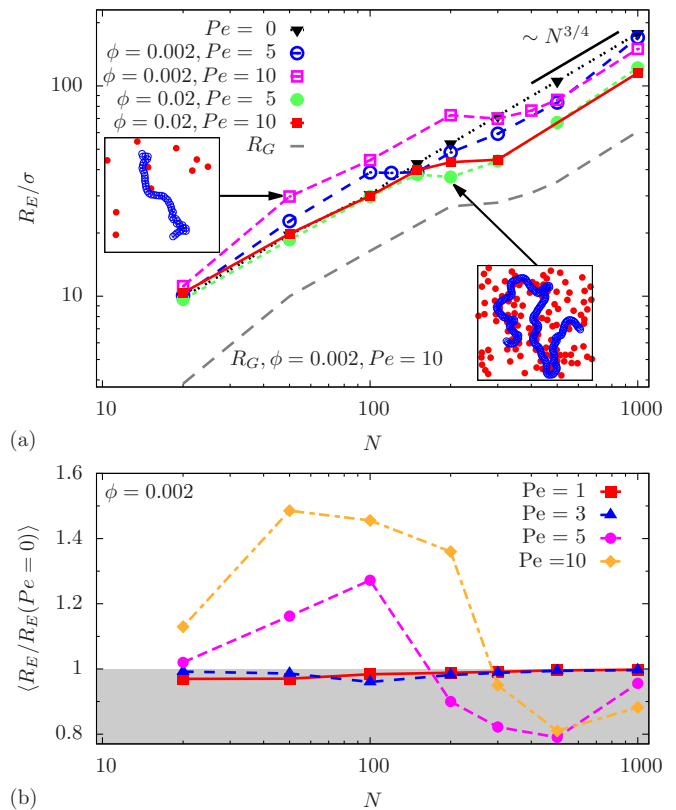 Pe = 0
ϕ = 0.002, Pe = 5
ϕ = 0.002, Pe = 10
ϕ = 0.02, Pe = 5
ϕ = 0.02, Pe = 10
R_G
∼ N^{3/4}
100
10
R_E/σ
R_G, ϕ = 0.002, Pe = 10
10
100
1000
(a)
N
1.6
1.4
1.2
1
0.8
⟨R_E/R_E(Pe = 0)⟩
ϕ = 0.002
Pe = 1
Pe = 3
Pe = 5
Pe =10
10
100
1000
(b)
N